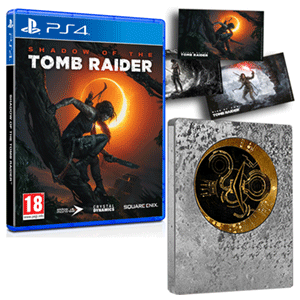 PS4
SHADOW OF THE
TOMB RAIDER
SHADOW OF THE TOMB RAIDER
18
CRYSTAL
DYNAMICS
SQUARE ENIX